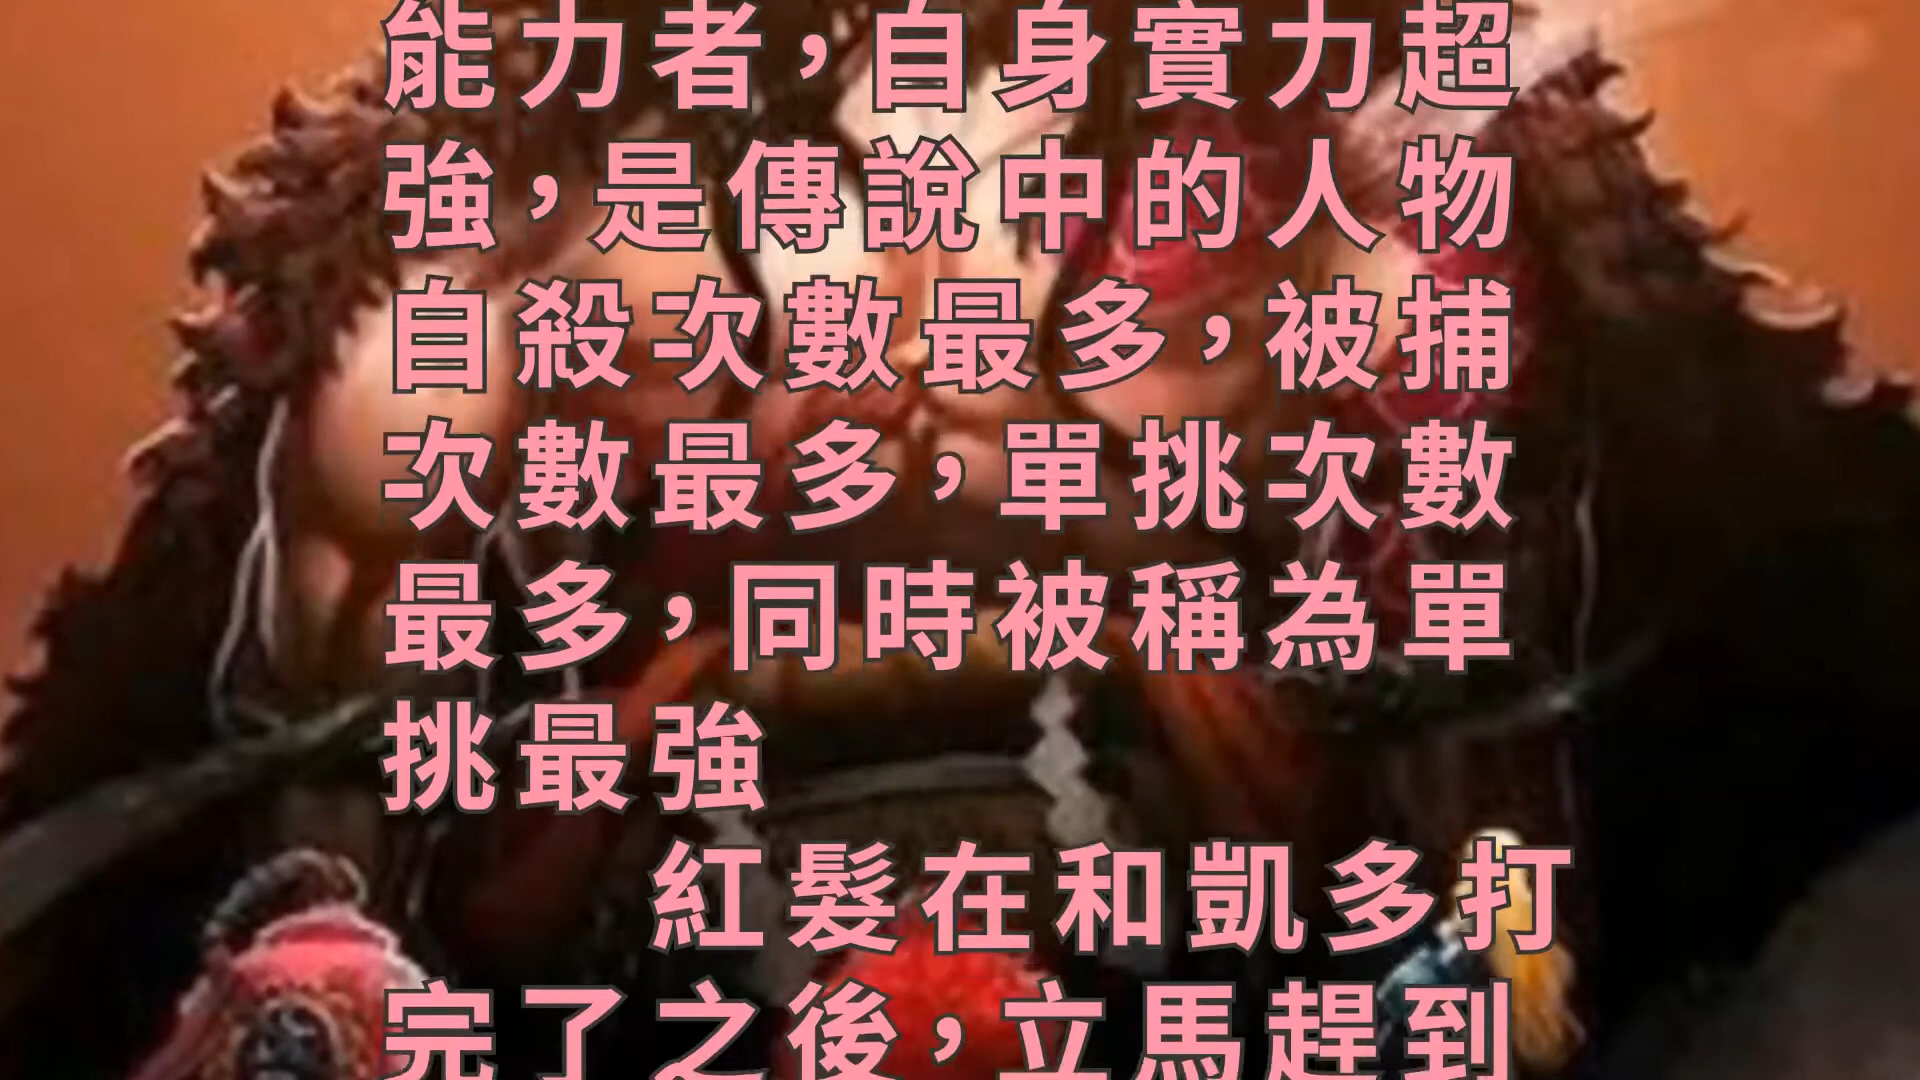 能力者，自身實力超
強，是傳說中的人物
自殺次數最多，被捕
次數最多，單挑次數
最多，同時被稱為單
挑最強
紅髮在和凱多打
完了之後，立馬趕到